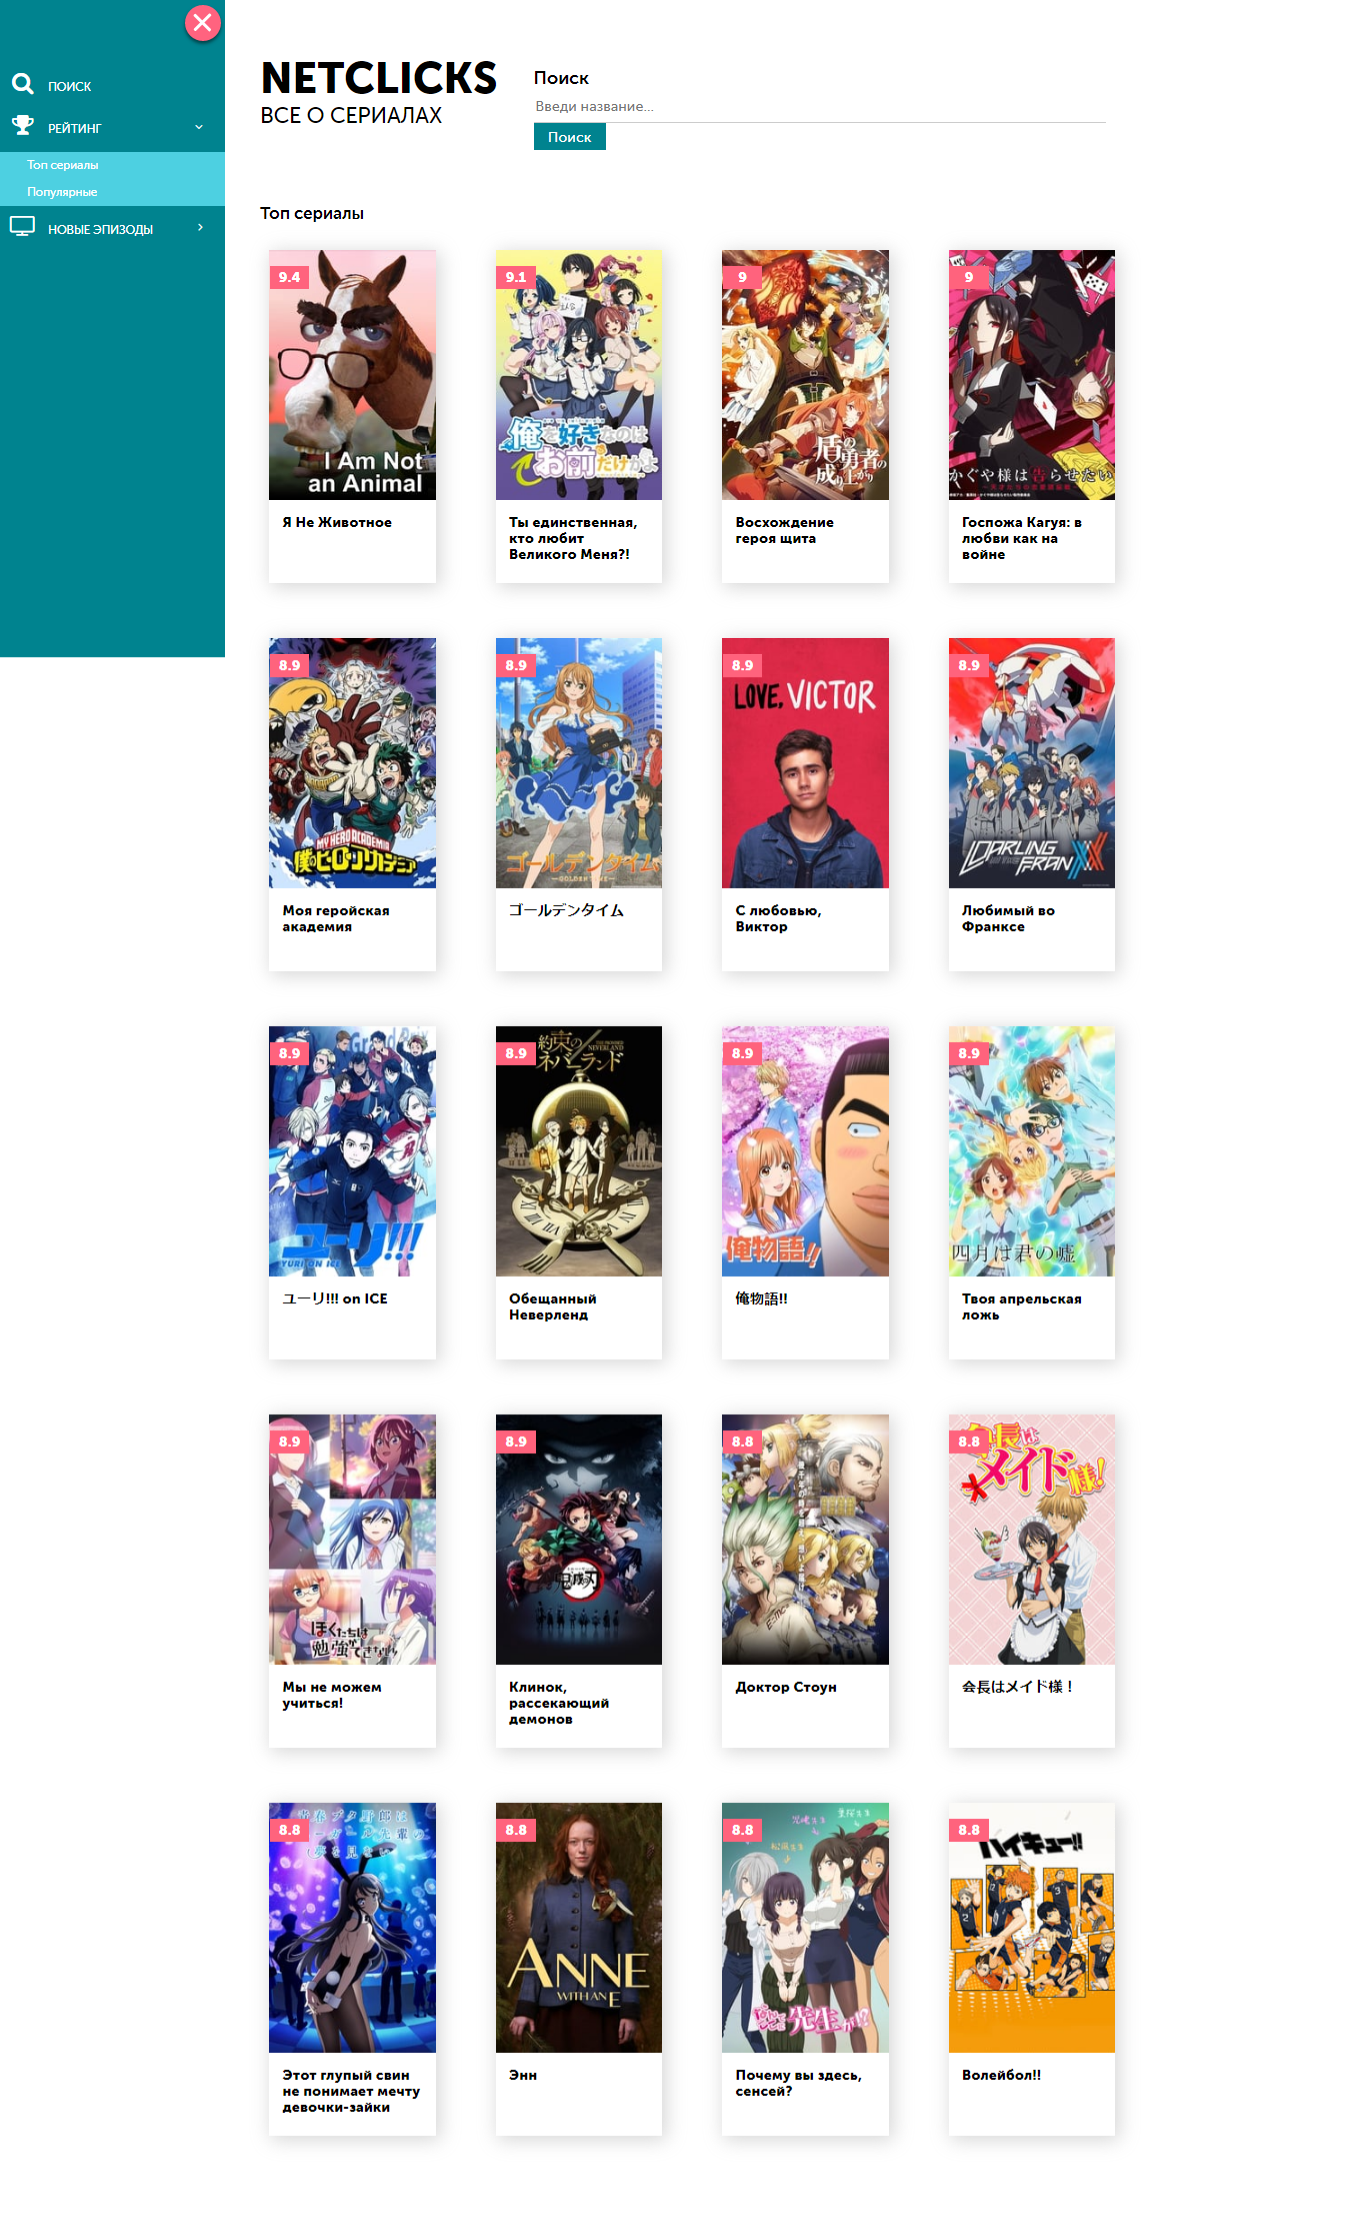 ПОИСК
РЕЙТИНГ
Топ сериалы
Популярные
НОВЫЕ ЭПИЗОДЫ
NETCLICKS
ВСЕ О СЕРИАЛАХ
Поиск
Введи название...
Поиск
Топ сериалы
9.4
I Am Not
an Animal
Я Не Животное
9.1
俺を好きなのは
お前だけかよ
Ты единственная,
кто любит
Великого Меня?!
9
盾の勇者の
成り上がり
Восхождение
героя щита
9
かぐや様は告らせたい
Госпожа Кагуя: в
любви как на
войне
8.9
MY HERO ACADEMIA
僕のヒーローアカデミア
Моя геройская
академия
8.9
ゴールデンタイム
GOLDEN TIME
ゴールデンタイム
8.9
LOVE, VICTOR
С любовью,
Виктор
8.9
DARLING
IN THE
FRANXX
Любимый во
Франксе
8.9
ユーリ!!!
YURI ON ICE
ユーリ!!! on ICE
8.9
約束の
ネバーランド
THE PROMISED
NEVERLAND
Обещанный
Неверленд
8.9
俺物語!!
俺物語!!
8.9
四月は君の嘘
Твоя апрельская
ложь
8.9
ぼくたちは
勉強ができない
Мы не можем
учиться!
8.9
鬼滅の刃
Клинок,
рассекающий
демонов
8.8
E=mc²
Доктор Стоун
8.8
会長は
メイド様!
会長はメイド様！
8.8
青春ブタ野郎は
夢を見ない
Этот глупый свин
не понимает мечту
девочки-зайки
8.8
ANNE
WITH AN E
Энн
8.8
なんでここに
先生が!?
Почему вы здесь,
сенсей?
8.8
ハイキュー!!
Волейбол!!